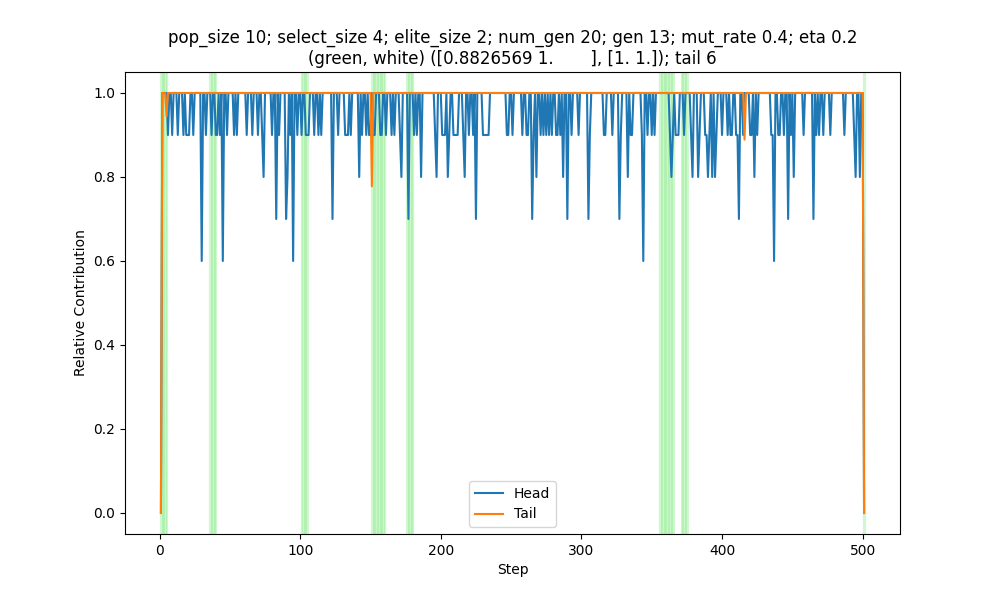 pop_size 10; select_size 4; elite_size 2; num_gen 20; gen 13; mut_rate 0.4; eta 0.2
(green, white) ([0.8826569 1.        ], [1. 1.]); tail 6
1.0
0.8
0.6
0.4
0.2
0.0
Relative Contribution
Head
Tail
0
100
200
300
400
500
Step